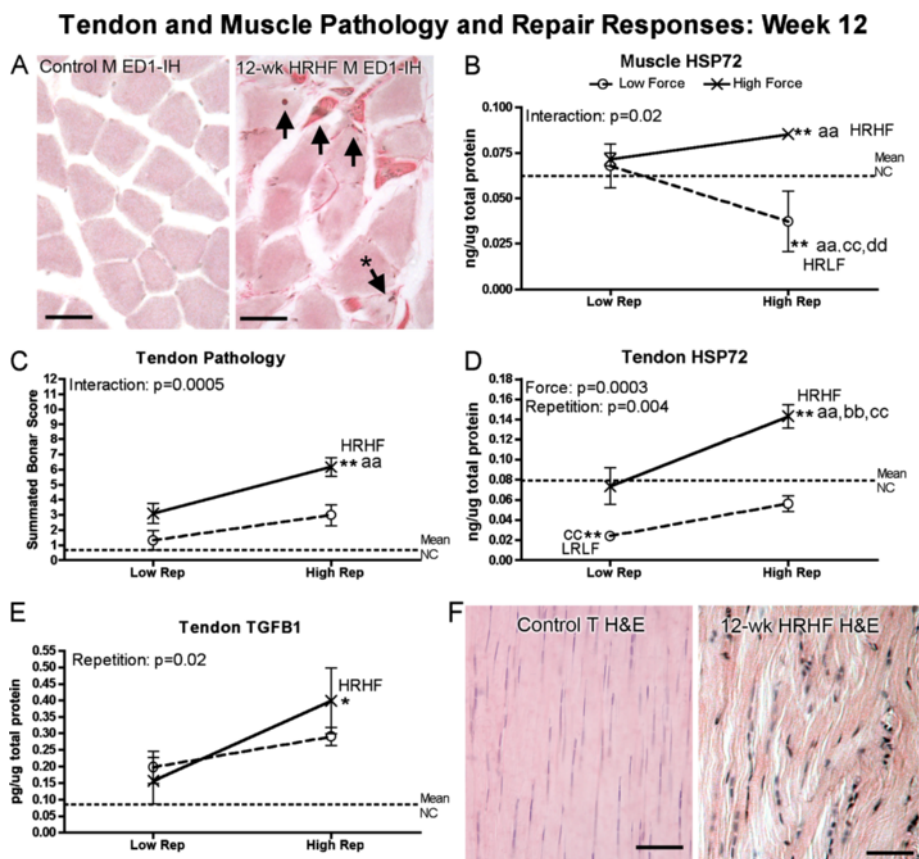 Tendon and Muscle Pathology and Repair Responses: Week 12
A
Control M ED1-IH
12-wk HRHF M ED1-IH
*
B
Muscle HSP72
Low Force
High Force
Interaction: p=0.02
ng/ug total protein
0.100
0.075
0.050
0.025
0.000
** aa HRHF
Mean
NC
** aa.cc,dd
HRLF
Low Rep
High Rep
C
Tendon Pathology
Interaction: p=0.0005
Summated Bonar Score
12
11
10
9
8
7
6
5
4
3
2
1
0
HRHF
** aa
Mean
NC
Low Rep
High Rep
D
Tendon HSP72
Force: p=0.0003
Repetition: p=0.004
ng/ug total protein
0.18
0.16
0.14
0.12
0.10
0.08
0.06
0.04
0.02
0.00
HRHF
** aa,bb,cc
Mean
NC
cc**
LRLF
Low Rep
High Rep
E
Tendon TGFB1
Repetition: p=0.02
pg/ug total protein
0.55
0.50
0.45
0.40
0.35
0.30
0.25
0.20
0.15
0.10
0.05
0.00
HRHF
*
Mean
NC
Low Rep
High Rep
F
Control T H&E
12-wk HRHF H&E